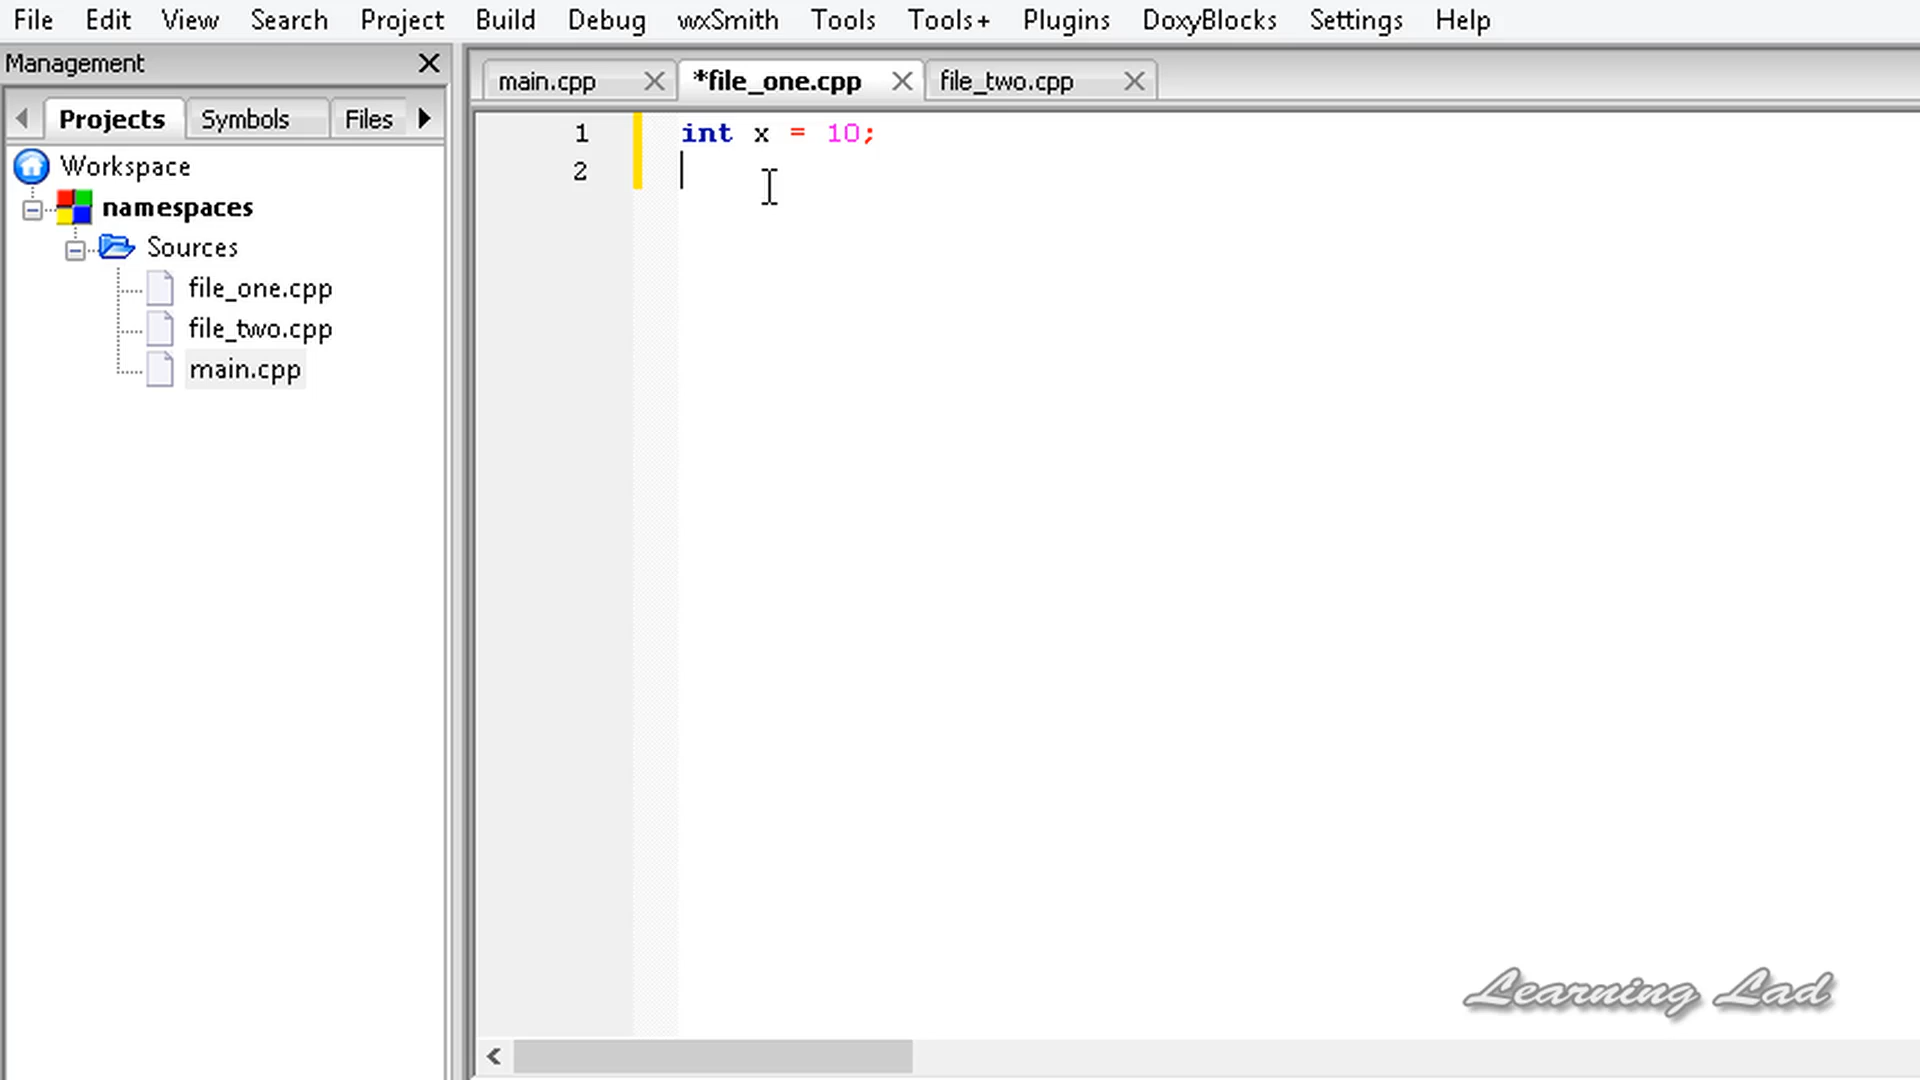 File Edit View Search Project Build Debug wxSmith Tools Tools+ Plugins DoxyBlocks Settings Help
Management
main.cpp *file_one.cpp file_two.cpp
Projects Symbols Files
1 int x = 10;
2
Workspace
namespaces
Sources
file_one.cpp
file_two.cpp
main.cpp
Learning Lad